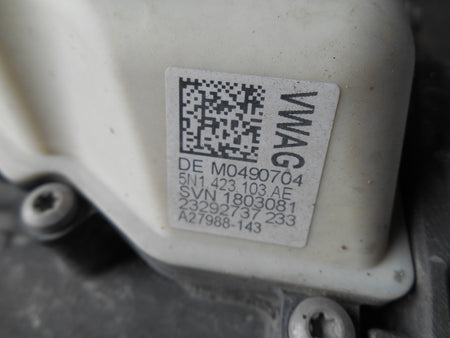 VWAG
DE M0490704
5N1 423 103 AE
SVN 1803081
23292737 233
A27988-143